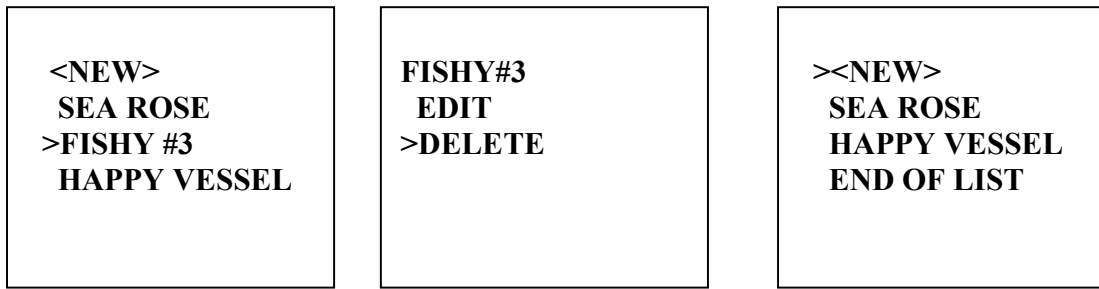 <NEW>
SEA ROSE
>FISHY #3
HAPPY VESSEL
FISHY#3
EDIT
>DELETE
><NEW>
SEA ROSE
HAPPY VESSEL
END OF LIST